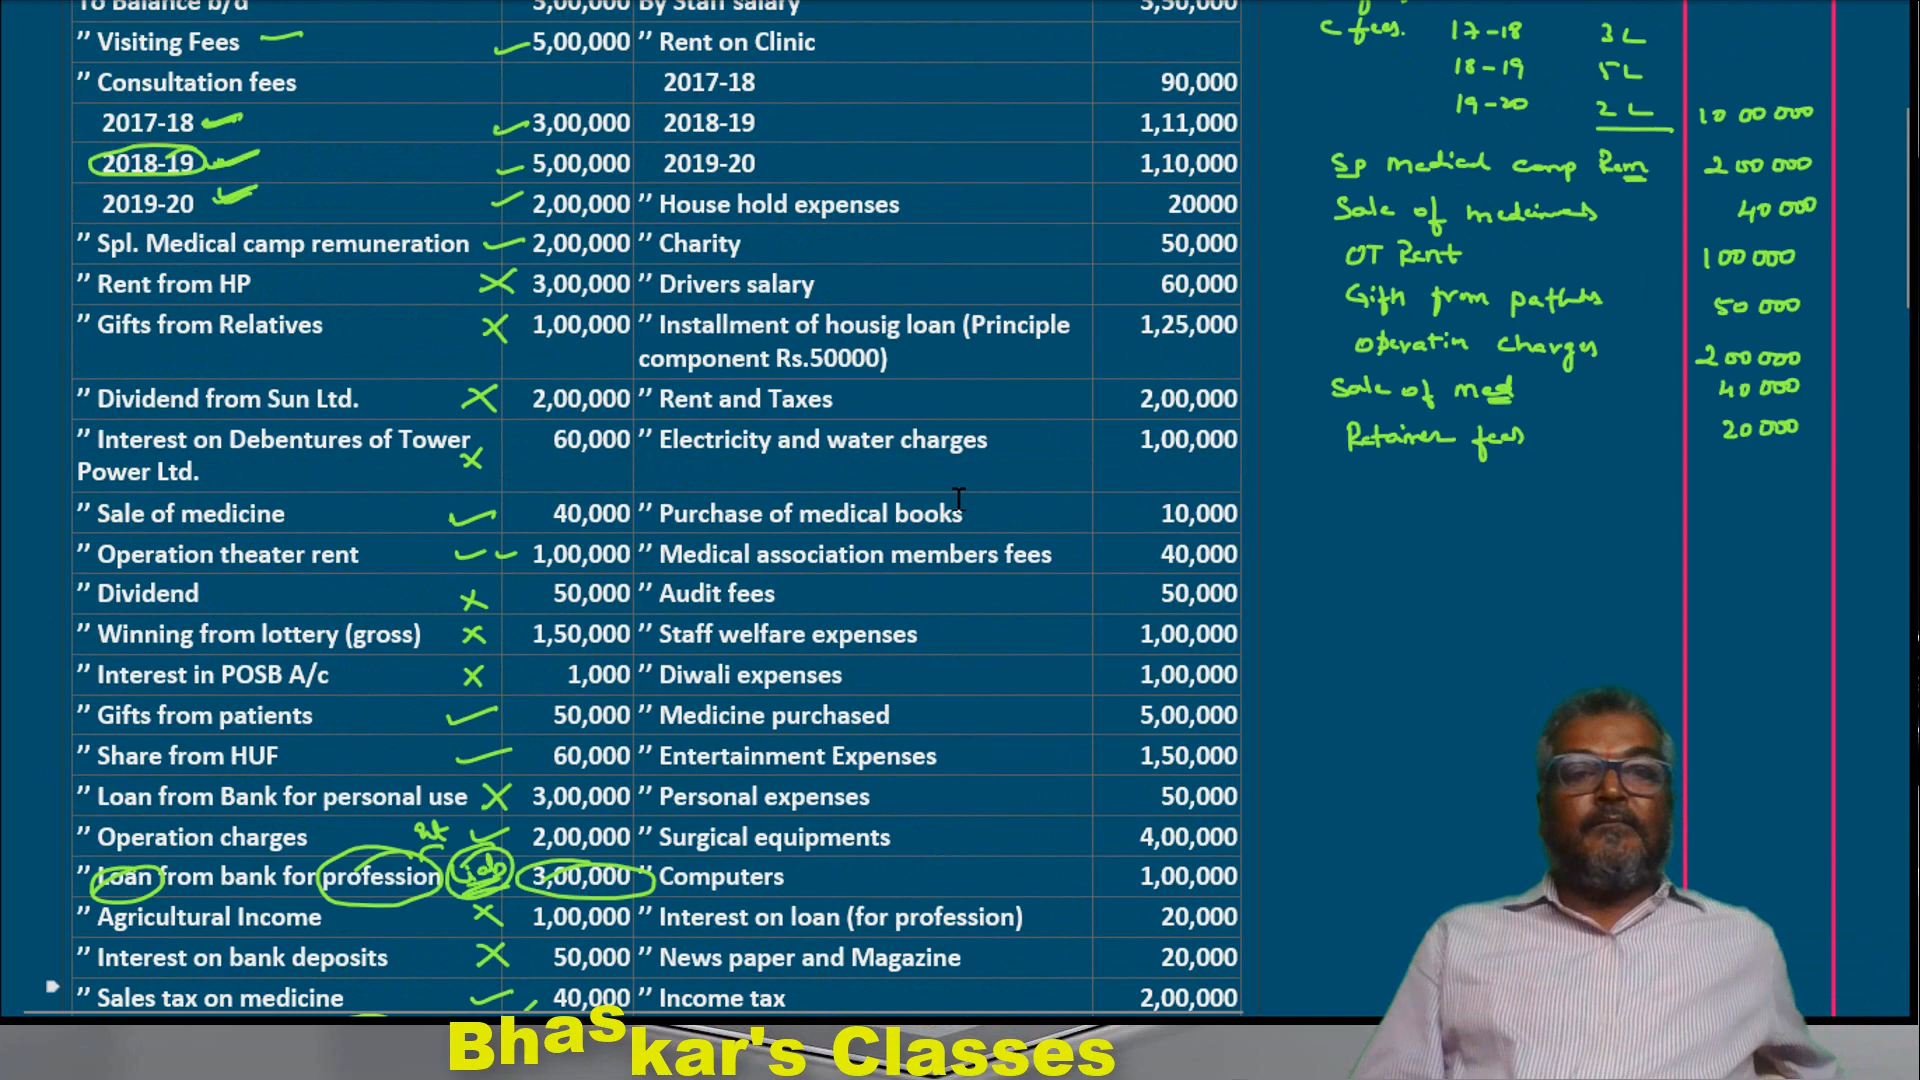 To Balance b/d 3,00,000 By Staff salary 3,50,000
” Visiting Fees 5,00,000 ” Rent on Clinic
” Consultation fees 2017-18 90,000
2017-18 3,00,000 2018-19 1,11,000
2018-19 5,00,000 2019-20 1,10,000
2019-20 2,00,000 ” House hold expenses 20000
” Spl. Medical camp remuneration 2,00,000 ” Charity 50,000
” Rent from HP 3,00,000 ” Drivers salary 60,000
” Gifts from Relatives 1,00,000 ” Installment of housig loan (Principle
component Rs.50000) 1,25,000
” Dividend from Sun Ltd. 2,00,000 ” Rent and Taxes 2,00,000
” Interest on Debentures of Tower 60,000 ” Electricity and water charges 1,00,000
Power Ltd.
” Sale of medicine 40,000 ” Purchase of medical books 10,000
” Operation theater rent 1,00,000 ” Medical association members fees 40,000
” Dividend 50,000 ” Audit fees 50,000
” Winning from lottery (gross) 1,50,000 ” Staff welfare expenses 1,00,000
” Interest in POSB A/c 1,000 ” Diwali expenses 1,00,000
” Gifts from patients 50,000 ” Medicine purchased 5,00,000
” Share from HUF 60,000 ” Entertainment Expenses 1,50,000
” Loan from Bank for personal use 3,00,000 ” Personal expenses 50,000
” Operation charges 2,00,000 ” Surgical equipments 4,00,000
” Loan from bank for profession 3,00,000 ” Computers 1,00,000
” Agricultural Income 1,00,000 ” Interest on loan (for profession) 20,000
” Interest on bank deposits 50,000 ” News paper and Magazine 20,000
” Sales tax on medicine 40,000 ” Income tax 2,00,000
C fees. 17-18 3 L
18-19 5 L
19-20 2 L 10 00 000
Sp medical camp Rem 200 000
Sale of 40 000
OT Rent 100 000
Gifts from 50 000
charges 200 000
Sale of med 40 000
Retainer fees 20 000
Bhaskar's Classes